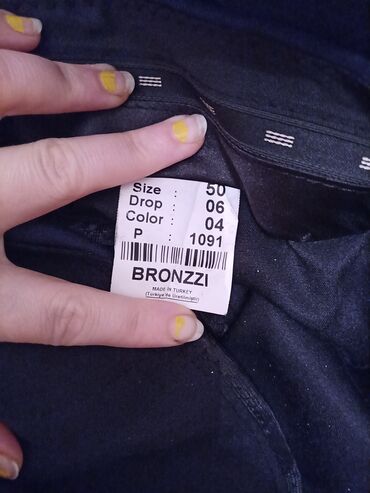 Size : 50
Drop : 06
Color : 04
P : 1091
BRONZZI
MADE IN TURKEY
(Türkiye'de Üretilmiştir)